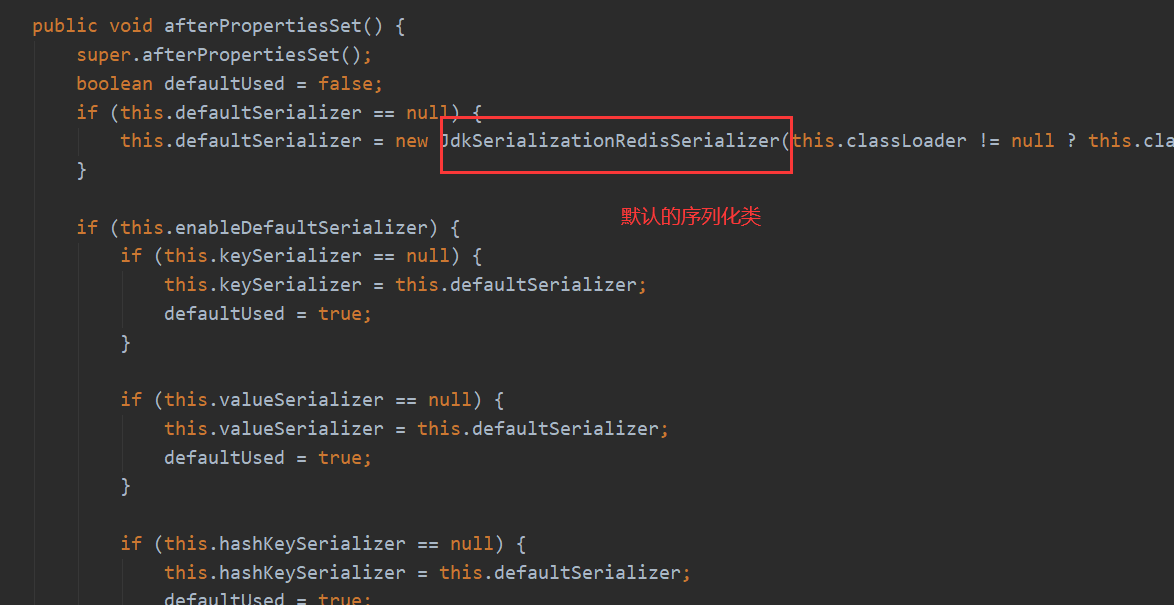 public void afterPropertiesSet() {
super.afterPropertiesSet();
boolean defaultUsed = false;
if (this.defaultSerializer == null) {
this.defaultSerializer = new JdkSerializationRedisSerializer(this.classLoader != null ? this.cla
}
默认的序列化类
if (this.enableDefaultSerializer) {
if (this.keySerializer == null) {
this.keySerializer = this.defaultSerializer;
defaultUsed = true;
}
if (this.valueSerializer == null) {
this.valueSerializer = this.defaultSerializer;
defaultUsed = true;
}
if (this.hashKeySerializer == null) {
this.hashKeySerializer = this.defaultSerializer;
defaultUsed = true;